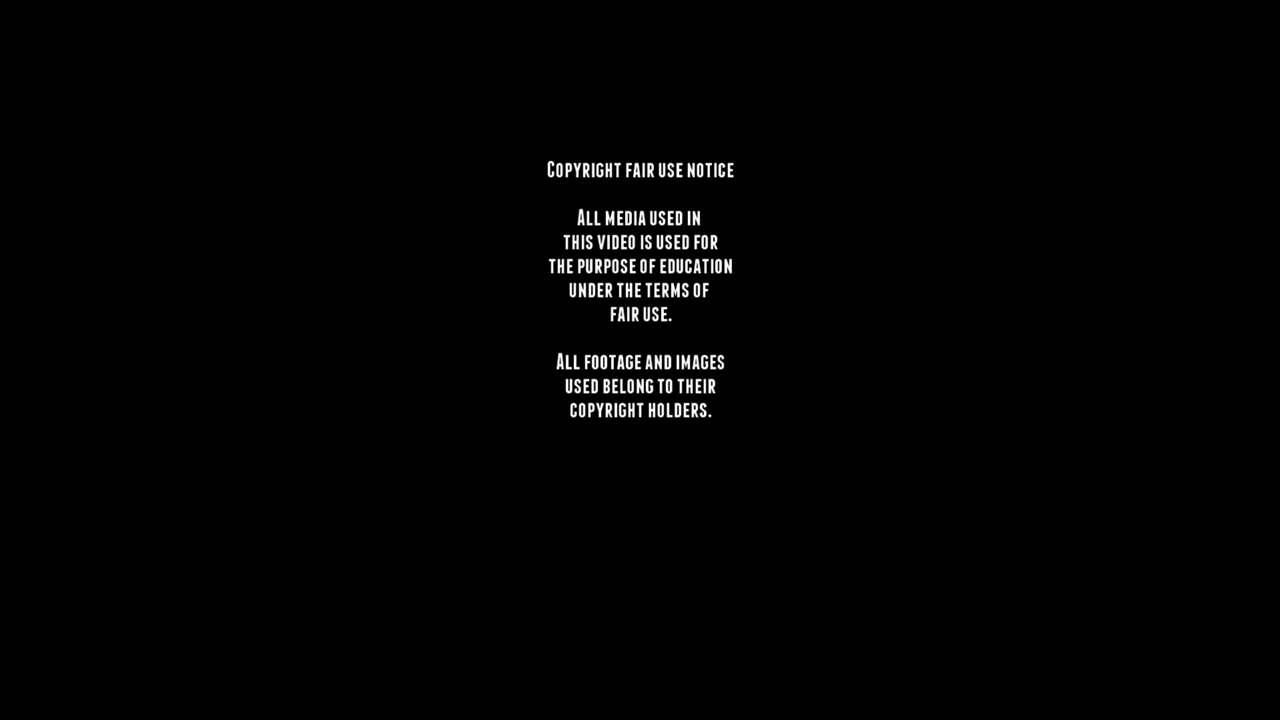 Copyright fair use notice
All media used in
this video is used for
the purpose of education
under the terms of
fair use.
All footage and images
used belong to their
copyright holders.